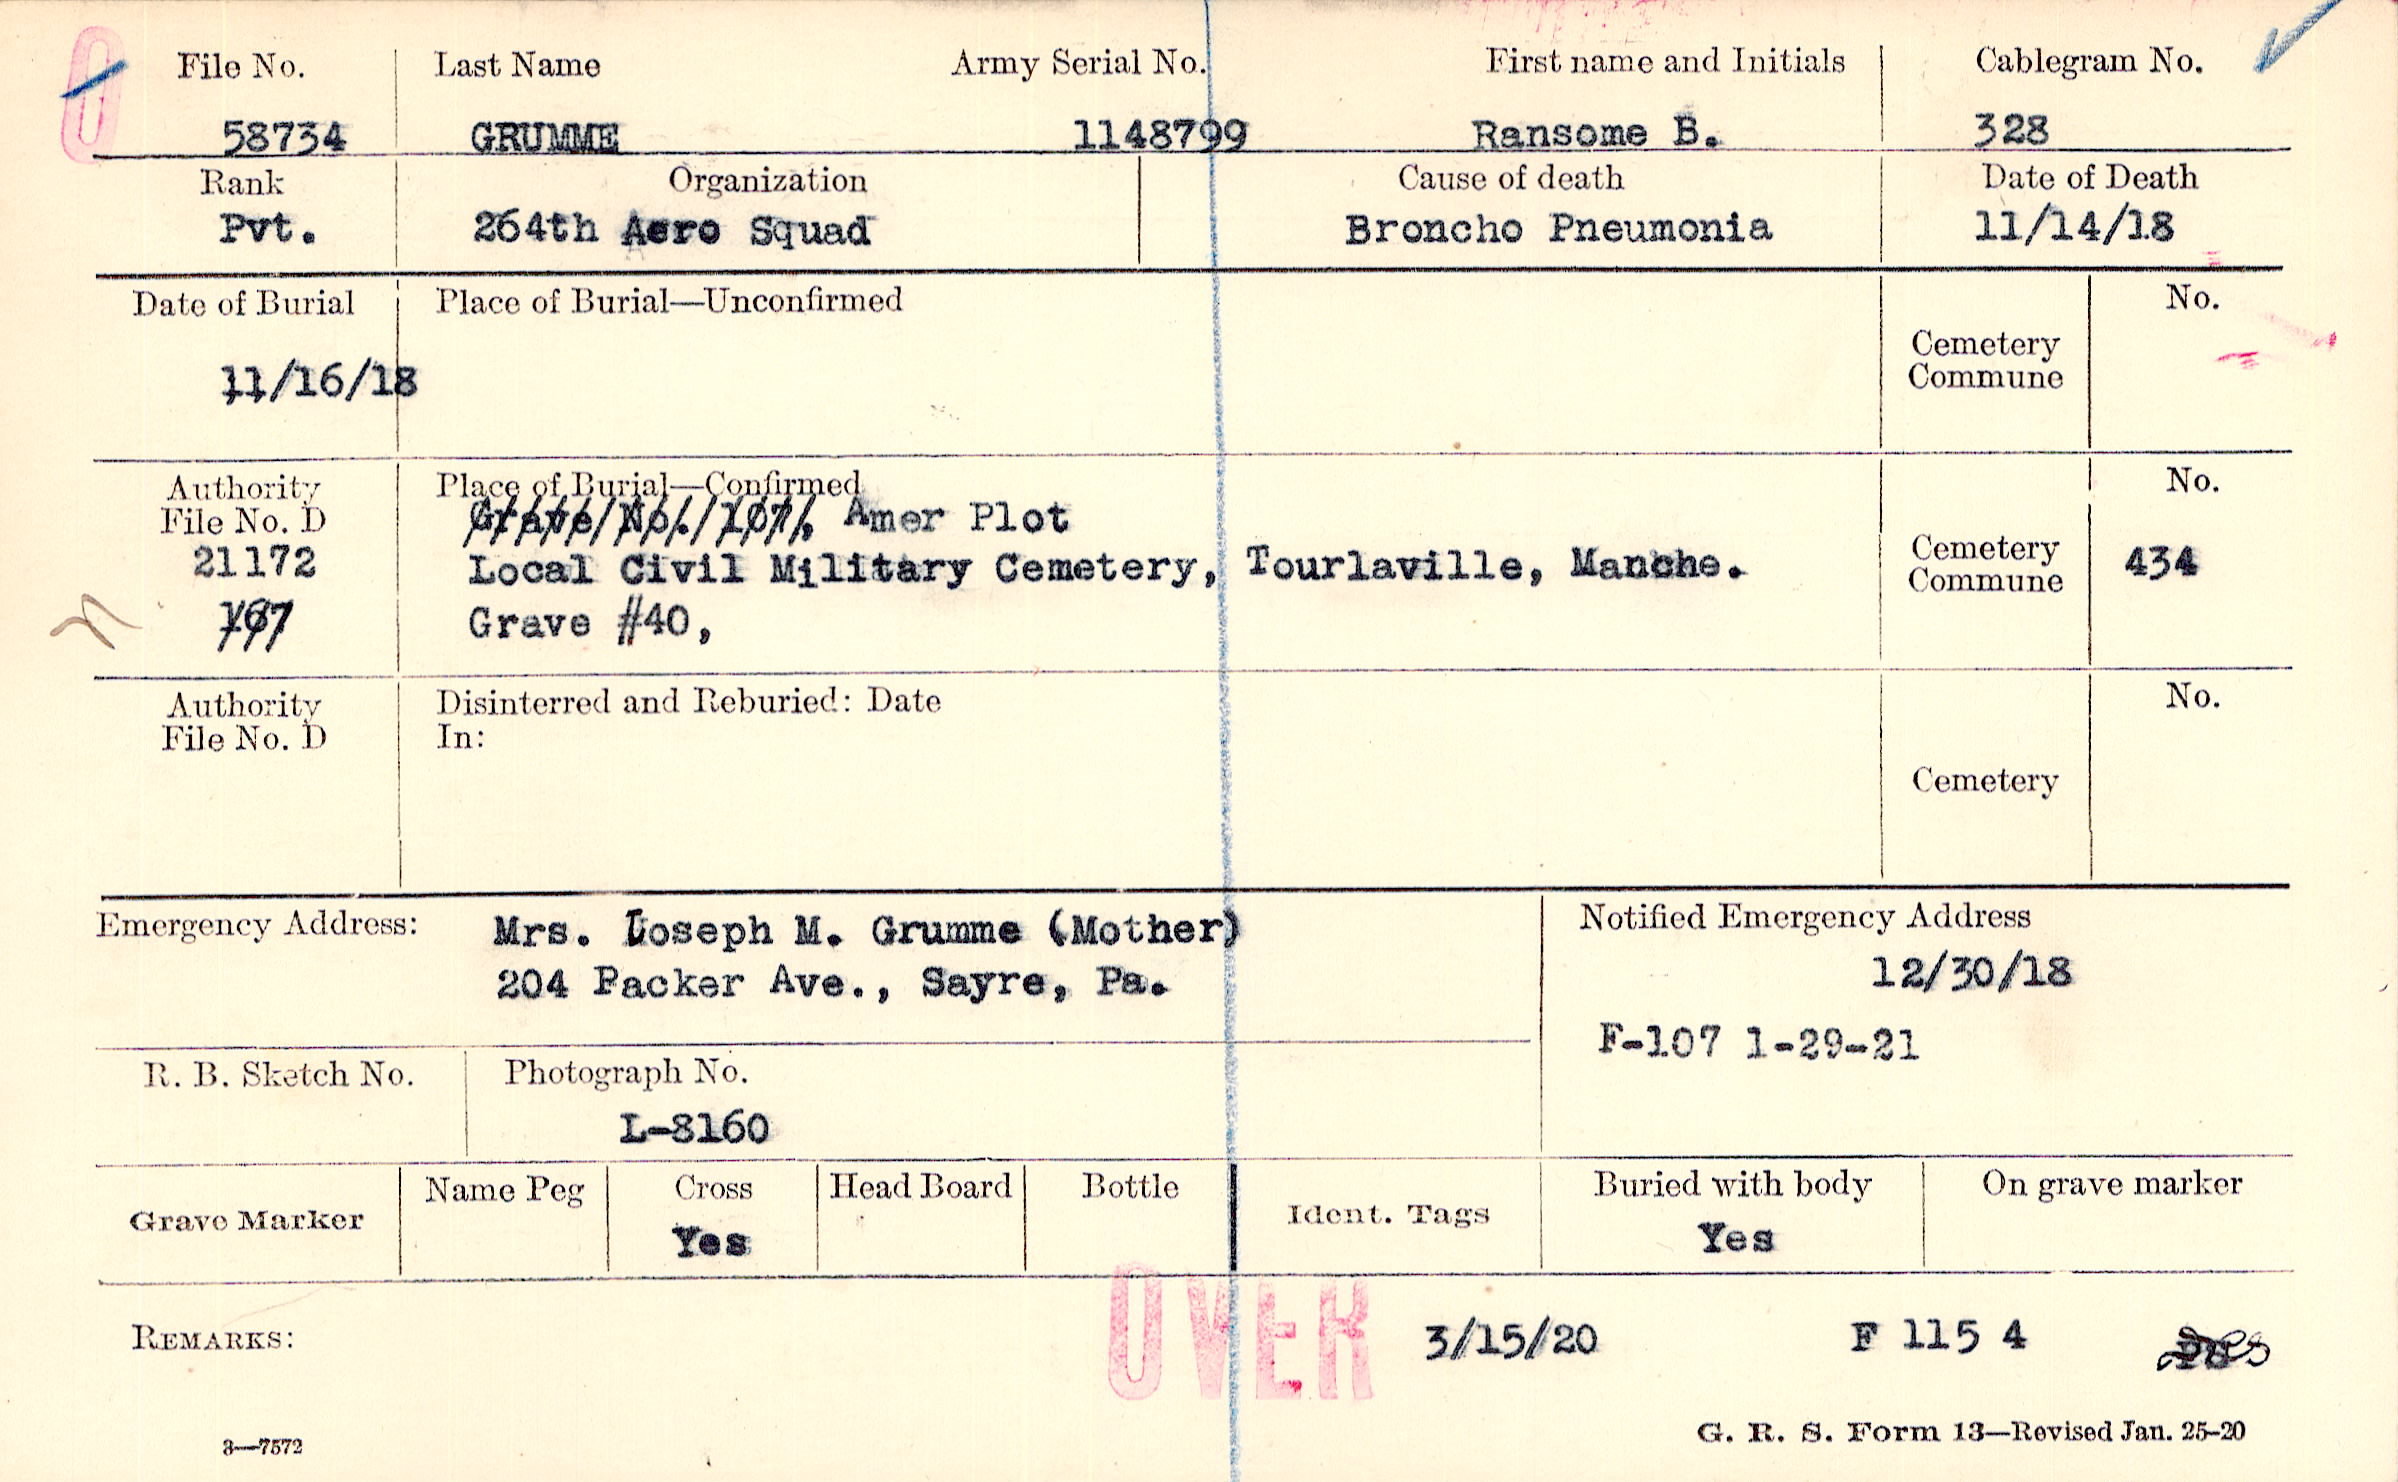 File No. Last Name Army Serial No. First name and Initials Cablegram No.
58734 GRUMME 1148799 Ransome B. 328
Rank Organization Cause of death Date of Death
Pvt. 264th Aero Squad Broncho Pneumonia 11/14/18
Date of Burial Place of Burial—Unconfirmed No.
Cemetery
Commune
11/16/18
Authority Place of Burial—Confirmed No.
File No. D Grave No. 107, Amer Plot
21172 Local Civil Military Cemetery, Tourlaville, Manche. Cemetery Commune 434
167 Grave #40,
Authority Disinterred and Reburied: Date No.
File No. D In:
Cemetery
Emergency Address: Mrs. Joseph M. Grumme (Mother) Notified Emergency Address
204 Packer Ave., Sayre, Pa. 12/30/18
F-107 1-29-21
R. B. Sketch No. Photograph No.
L-8160
Grave Marker Name Peg Cross Head Board Bottle Ident. Tags Buried with body On grave marker
Yes Yes
REMARKS: OVER 3/15/20 F 115 4
3—7572 G. R. S. Form 13—Revised Jan. 25-20